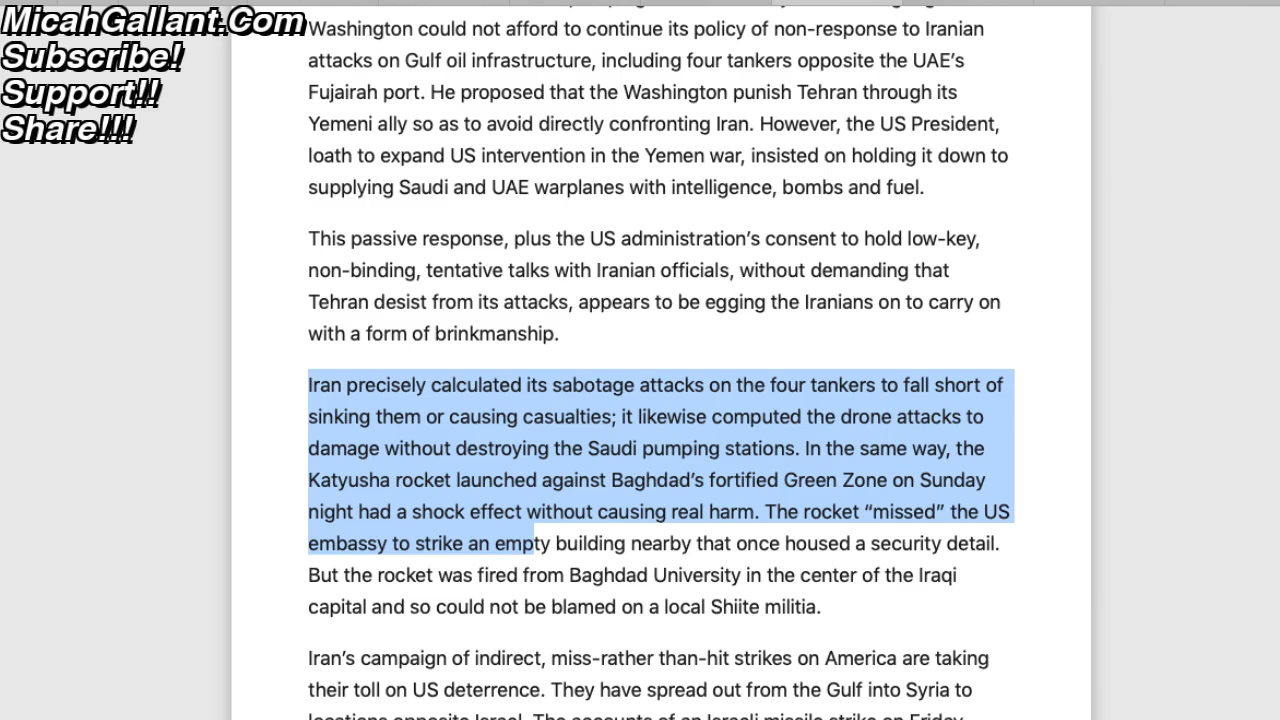 MicahGallant.Com
Subscribe!
Support!!
Share!!!
Washington could not afford to continue its policy of non-response to Iranian
attacks on Gulf oil infrastructure, including four tankers opposite the UAE’s
Fujairah port. He proposed that the Washington punish Tehran through its
Yemeni ally so as to avoid directly confronting Iran. However, the US President,
loath to expand US intervention in the Yemen war, insisted on holding it down to
supplying Saudi and UAE warplanes with intelligence, bombs and fuel.
This passive response, plus the US administration’s consent to hold low-key,
non-binding, tentative talks with Iranian officials, without demanding that
Tehran desist from its attacks, appears to be egging the Iranians on to carry on
with a form of brinkmanship.
Iran precisely calculated its sabotage attacks on the four tankers to fall short of
sinking them or causing casualties; it likewise computed the drone attacks to
damage without destroying the Saudi pumping stations. In the same way, the
Katyusha rocket launched against Baghdad’s fortified Green Zone on Sunday
night had a shock effect without causing real harm. The rocket “missed” the US
embassy to strike an empty building nearby that once housed a security detail.
But the rocket was fired from Baghdad University in the center of the Iraqi
capital and so could not be blamed on a local Shiite militia.
Iran’s campaign of indirect, miss-rather than-hit strikes on America are taking
their toll on US deterrence. They have spread out from the Gulf into Syria to
locations opposite Israel. The accounts of an Israeli missile strike on Friday